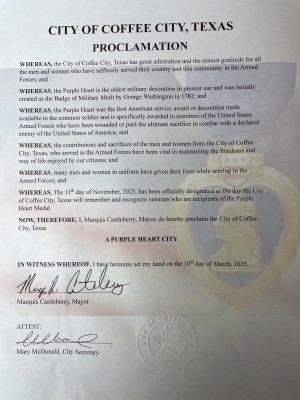 CITY OF COFFEE CITY, TEXAS
PROCLAMATION
WHEREAS, the City of Coffee City, Texas has great admiration and the utmost gratitude for all
the men and women who have selflessly served their country and this community in the Armed
Forces; and
WHEREAS, the Purple Heart is the oldest military decoration in present use and was initially
created as the Badge of Military Merit by George Washington in 1782; and
WHEREAS, the Purple Heart was the first American service award or decoration made
available to the common soldier and is specifically awarded to members of the United States
Armed Forces who have been wounded or paid the ultimate sacrifice in combat with a declared
enemy of the United States of America; and
WHEREAS, the contributions and sacrifices of the men and women from the City of Coffee
City, Texas, who served in the Armed Forces have been vital in maintaining the freedoms and
way of life enjoyed by our citizens; and
WHEREAS, many men and women in uniform have given their lives while serving in the
Armed Forces; and
WHEREAS, The 11th day of November, 2025, has been officially designated as the day the City
of Coffee City, Texas will remember and recognize veterans who are recipients of the Purple
Heart Medal.
NOW, THEREFORE, I, Marquis Castleberry, Mayor, do hereby proclaim the City of Coffee
City, Texas
A PURPLE HEART CITY
IN WITNESS WHEREOF, I have hereunto set my hand on the 10th day of March, 2025.
Marquis Castleberry, Mayor
ATTEST:
Mary McDonald, City Secretary